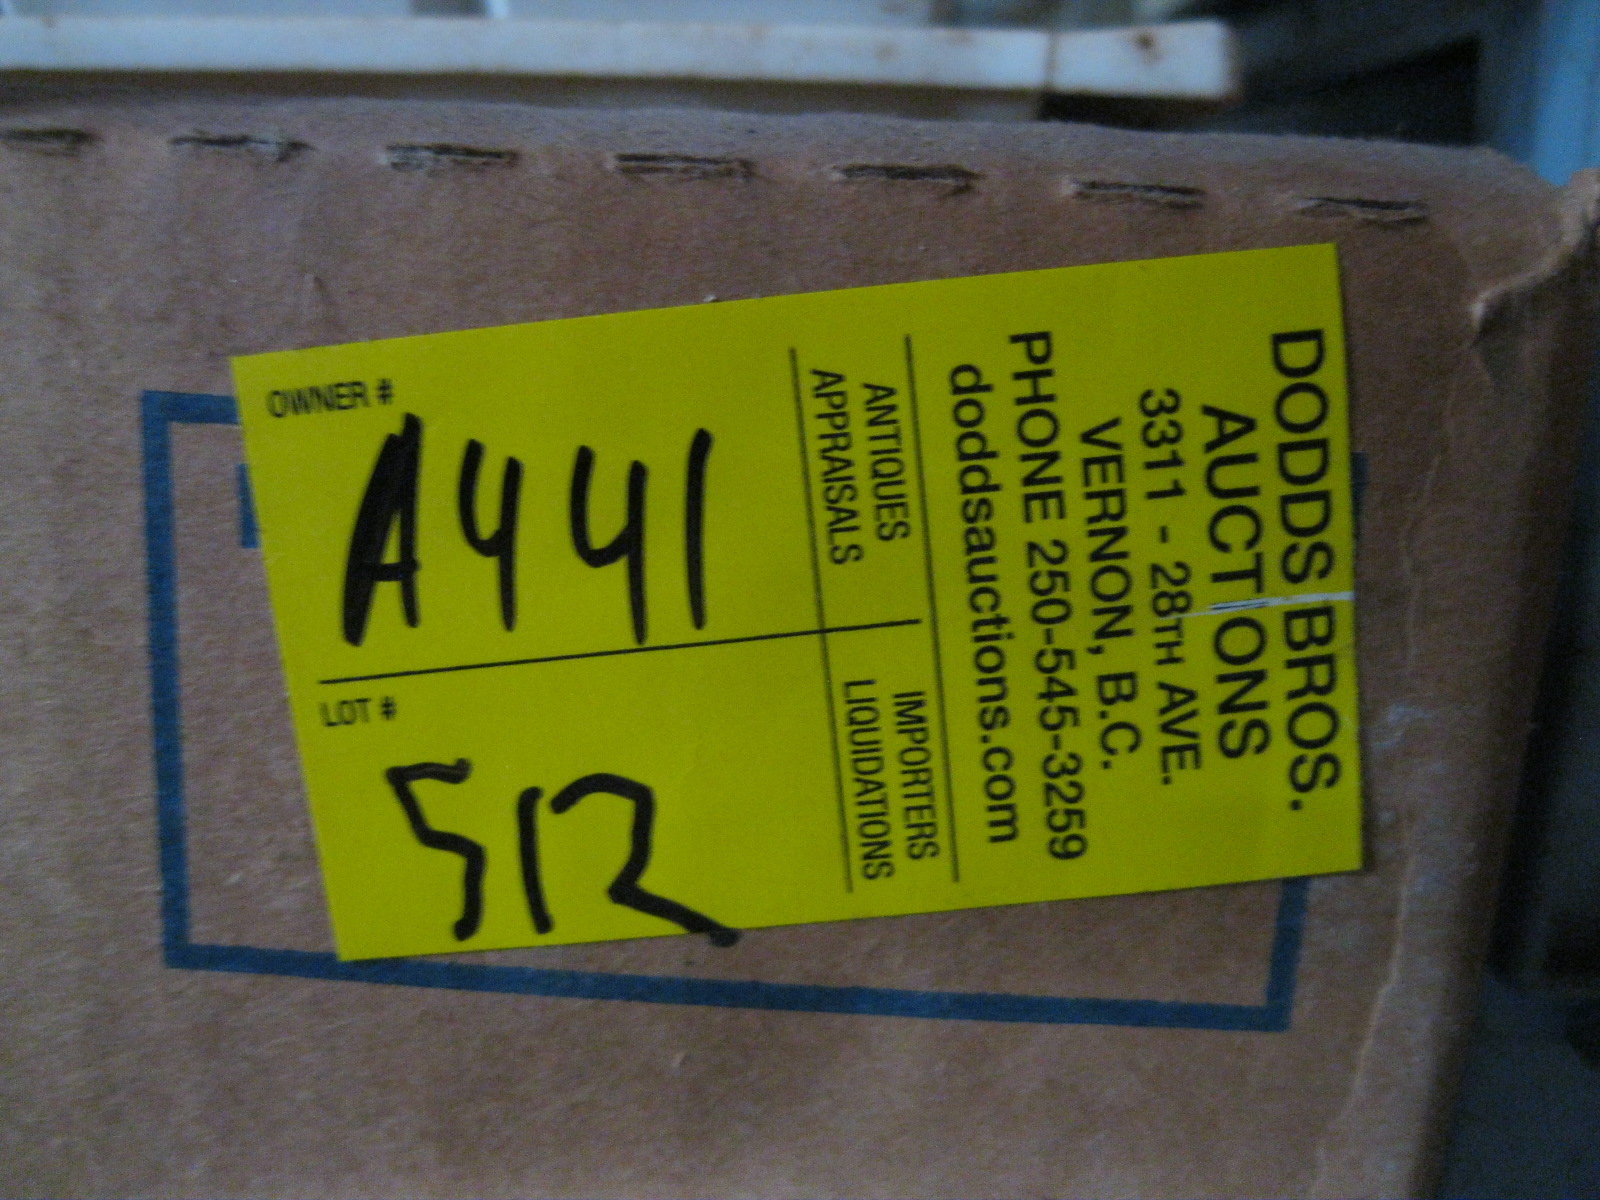 DODDS BROS.
AUCTIONS
3311 - 28TH AVE.
VERNON, B.C.
PHONE 250-545-3259
doddsauctions.com
ANTIQUES
APPRAISALS
IMPORTERS
LIQUIDATIONS
OWNER #
A441
LOT #
512